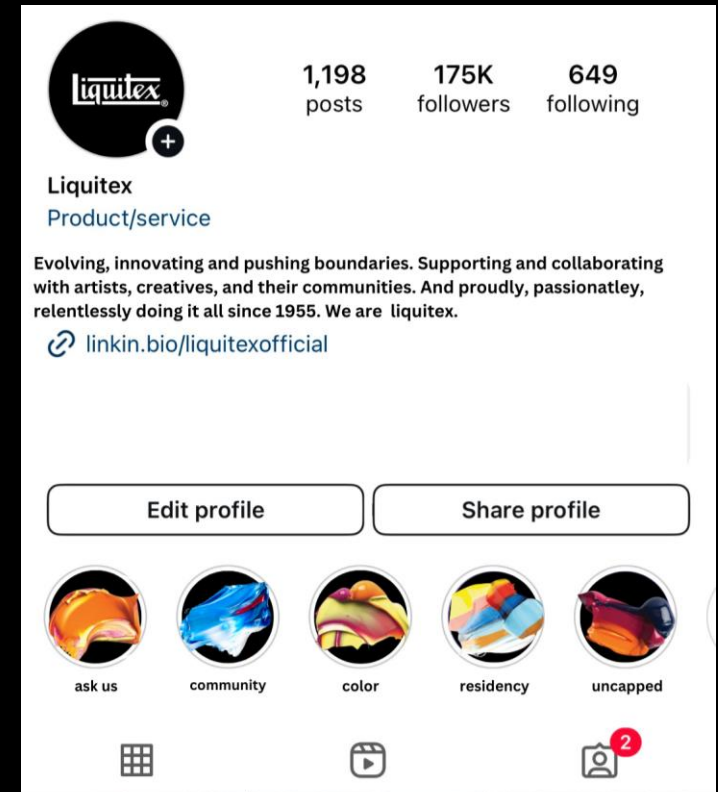 Liquitex®
1,198 175K 649
posts followers following
Liquitex
Product/service
Evolving, innovating and pushing boundaries. Supporting and collaborating
with artists, creatives, and their communities. And proudly, passionatley,
relentlessly doing it all since 1955. We are liquitex.
linkin.bio/liquitexofficial
Edit profile Share profile
ask us community color residency uncapped
2